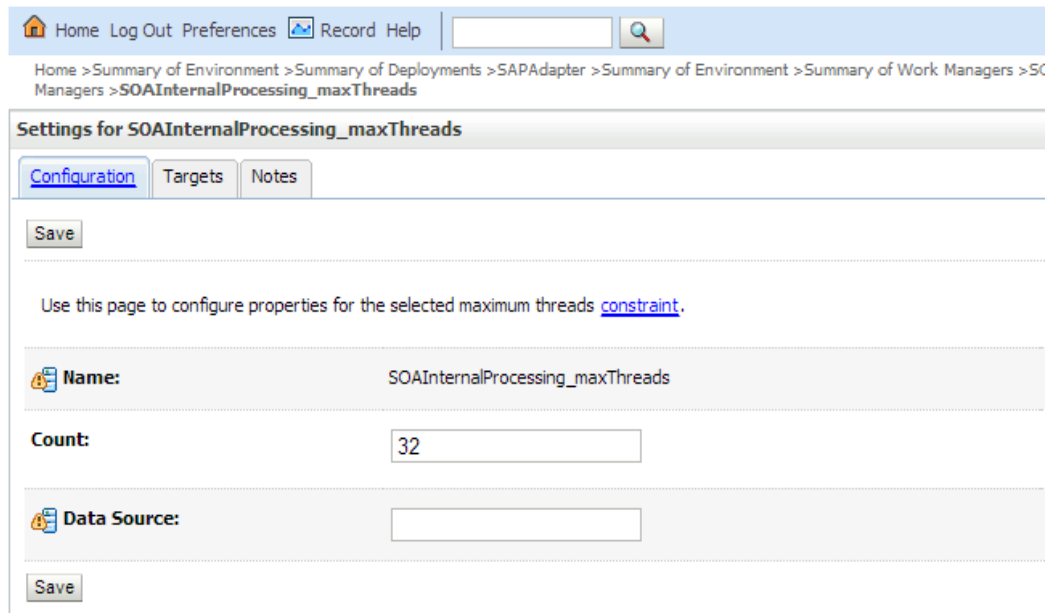 Home Log Out Preferences Record Help
Home >Summary of Environment >Summary of Deployments >SAPAdapter >Summary of Environment >Summary of Work Managers >SO
Managers >SOAInternalProcessing_maxThreads
Settings for SOAInternalProcessing_maxThreads
Configuration Targets Notes
Save
Use this page to configure properties for the selected maximum threads constraint.
Name: SOAInternalProcessing_maxThreads
Count: 32
Data Source:
Save